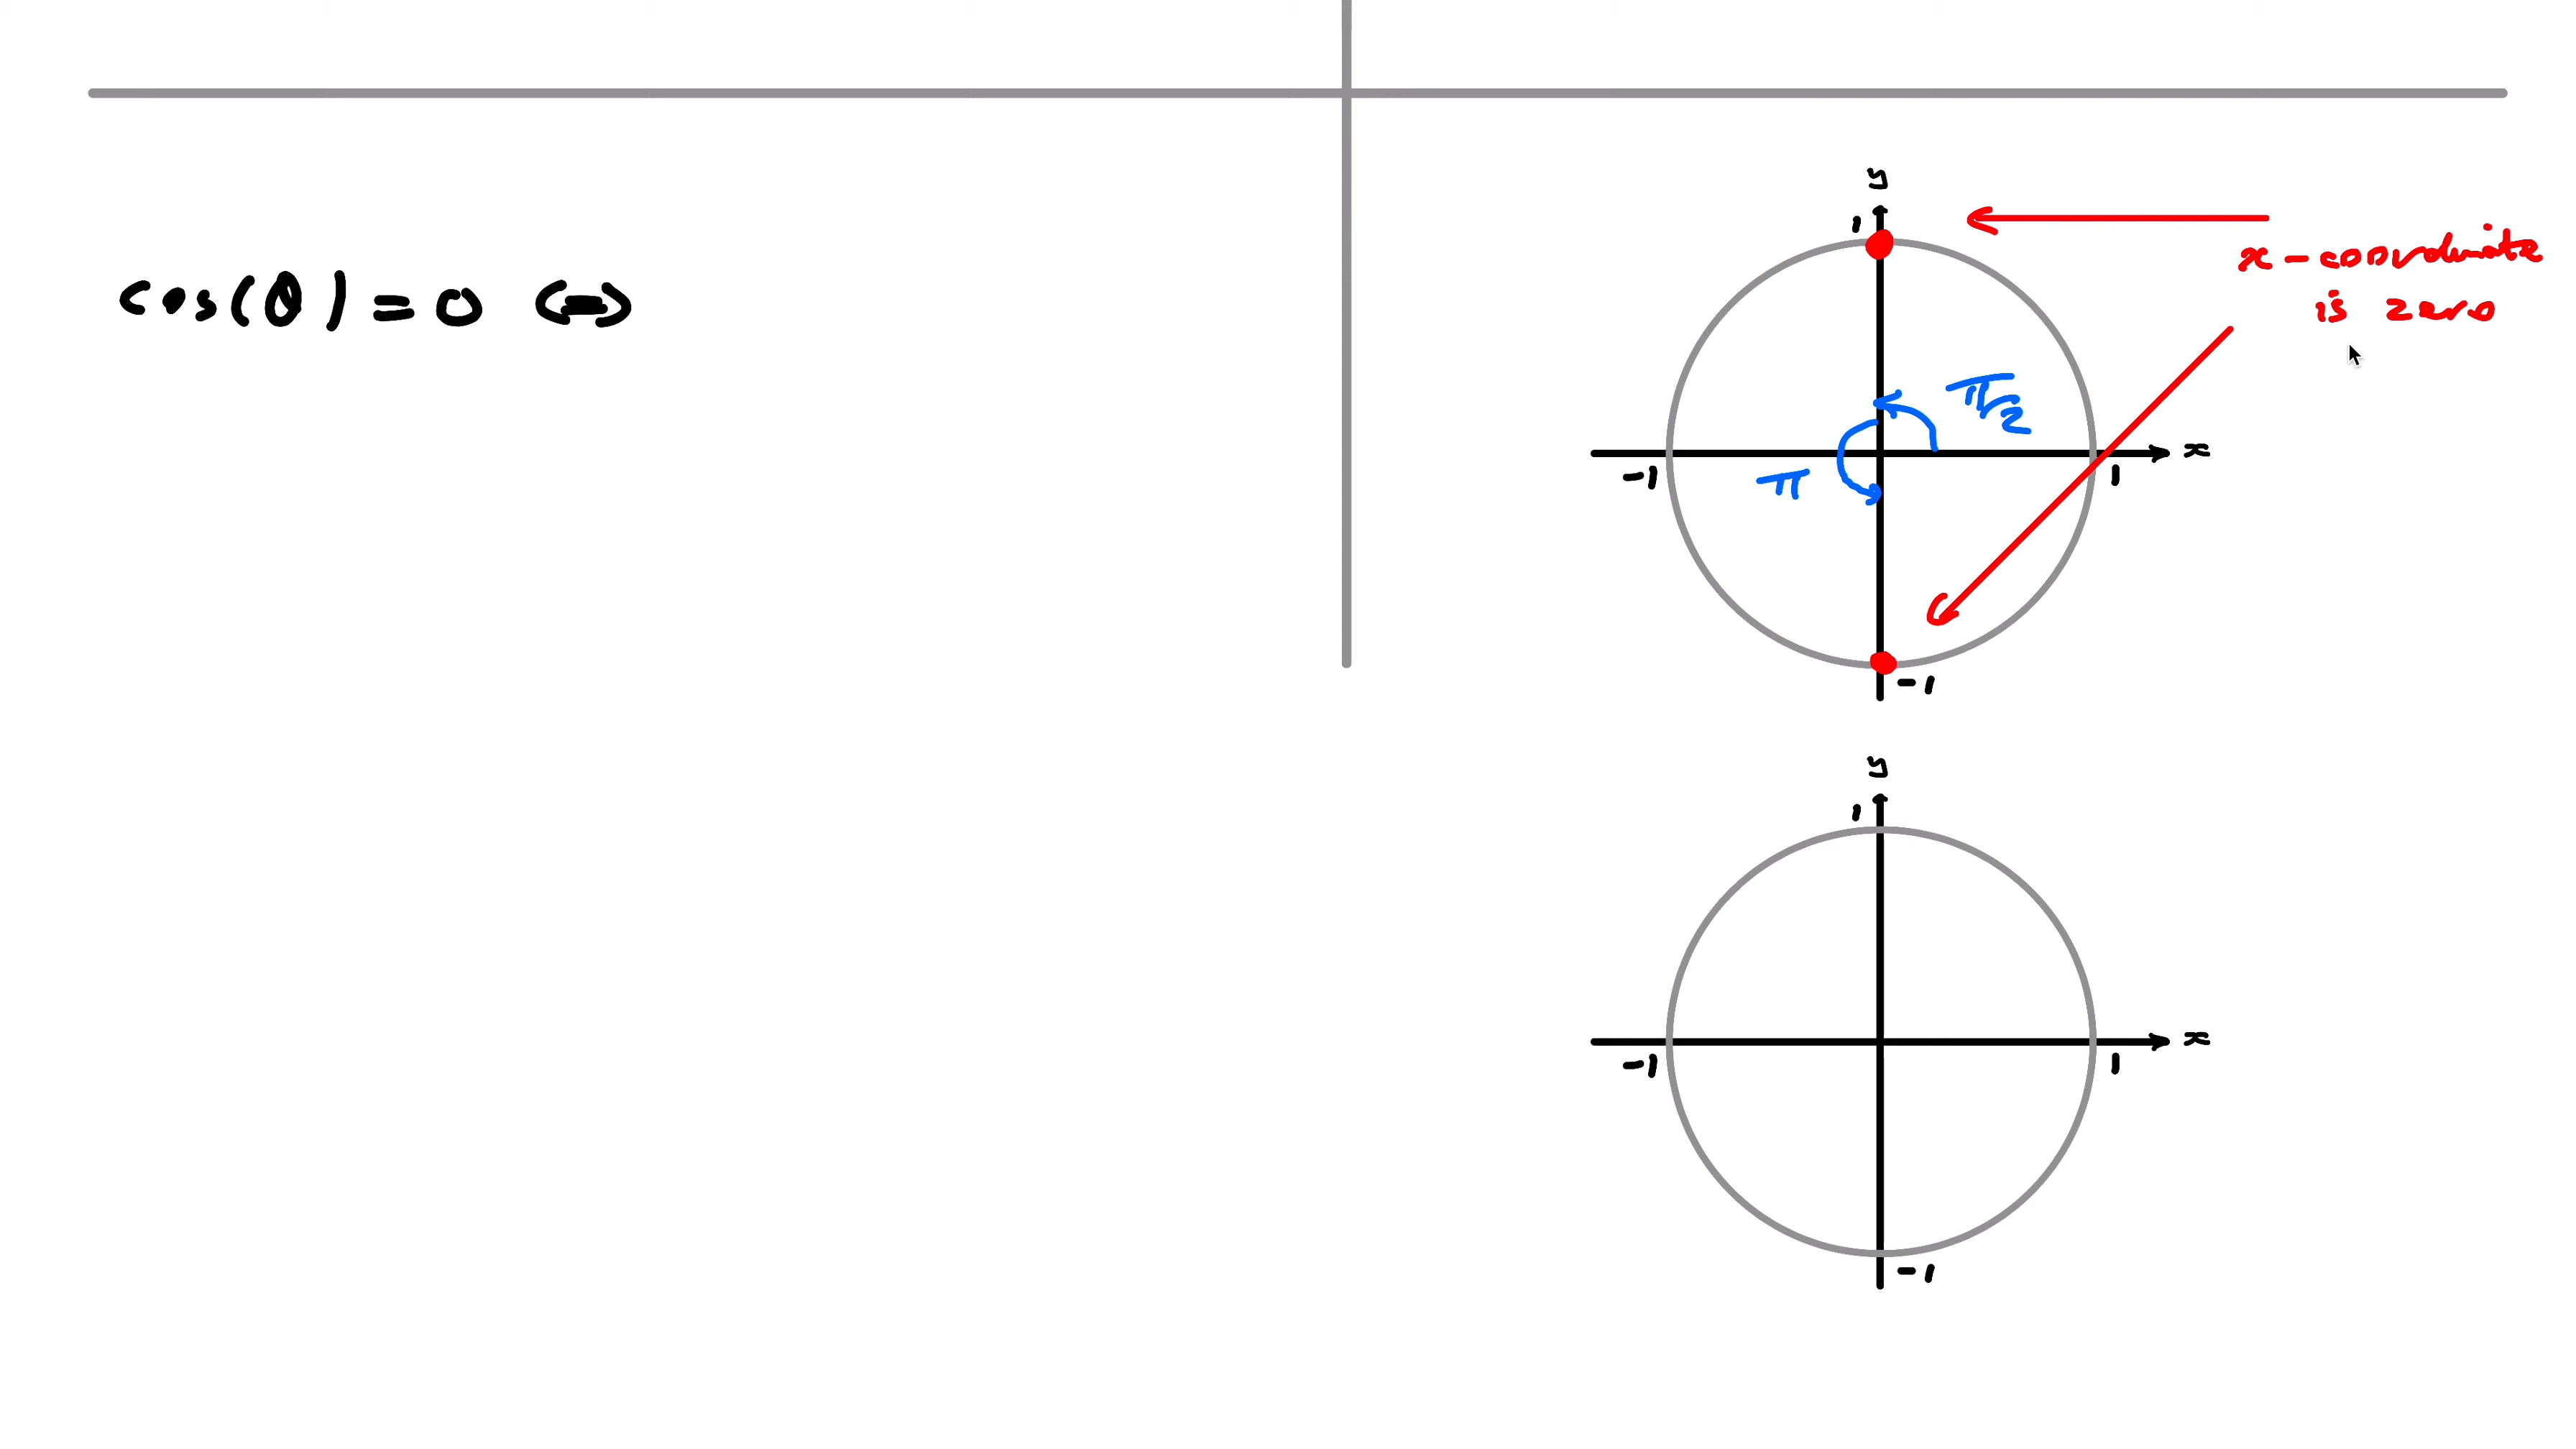 cos(θ) = 0 ⟺
y
1
x-coordinate
is zero
π/2
π
-1
1
x
-1
y
1
-1
1
x
-1